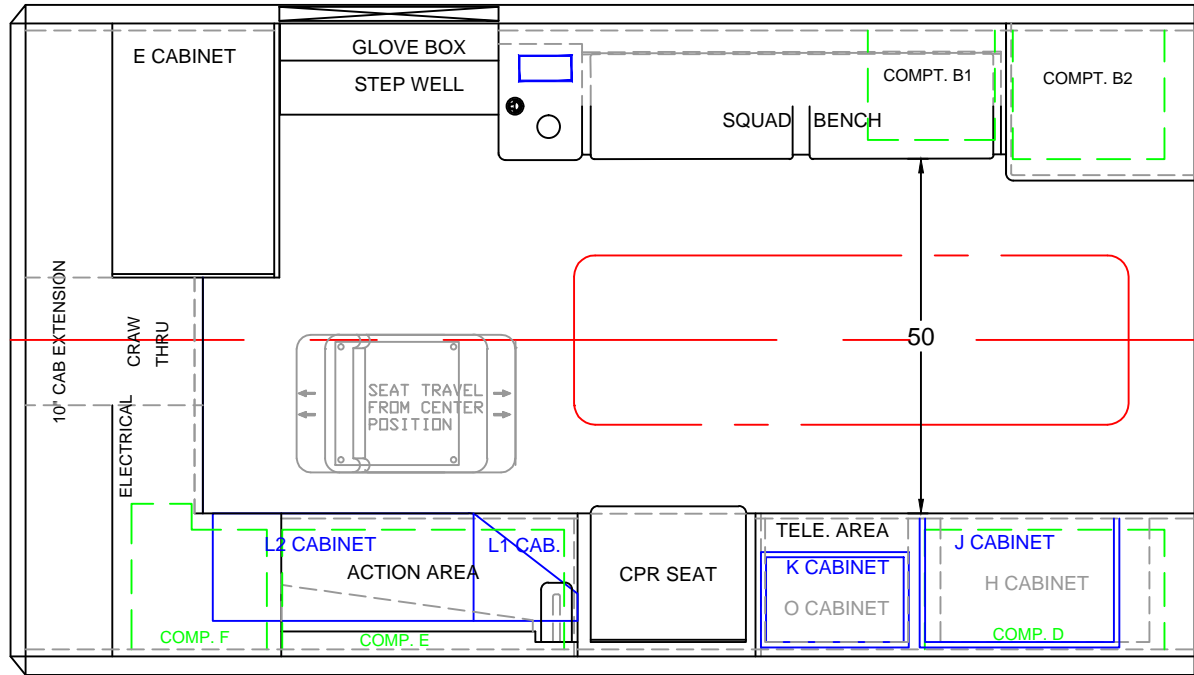 E CABINET
GLOVE BOX
STEP WELL
COMPT. B1
COMPT. B2
SQUAD BENCH
10" CAB EXTENSION
CRAW
THRU
50
SEAT TRAVEL
FROM CENTER
POSITION
ELECTRICAL
L2 CABINET
L1 CAB.
ACTION AREA
CPR SEAT
TELE. AREA
J CABINET
K CABINET
H CABINET
O CABINET
COMP. F
COMP. E
COMP. D